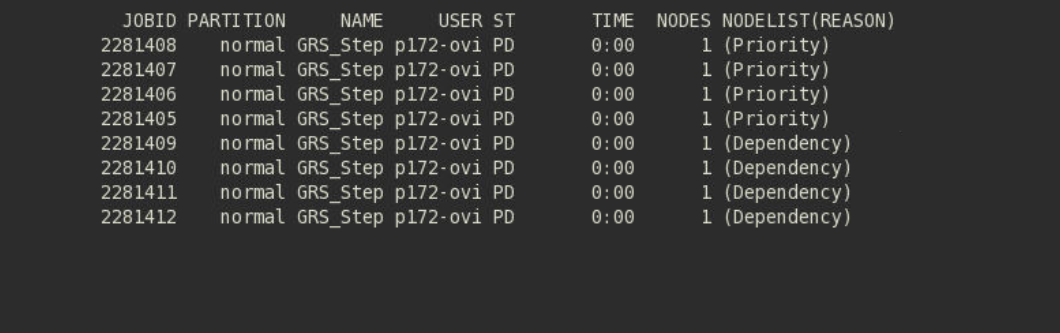 JOBID PARTITION NAME USER ST TIME NODES NODELIST(REASON)
2281408 normal GRS_Step p172-ovi PD 0:00 1 (Priority)
2281407 normal GRS_Step p172-ovi PD 0:00 1 (Priority)
2281406 normal GRS_Step p172-ovi PD 0:00 1 (Priority)
2281405 normal GRS_Step p172-ovi PD 0:00 1 (Priority)
2281409 normal GRS_Step p172-ovi PD 0:00 1 (Dependency)
2281410 normal GRS_Step p172-ovi PD 0:00 1 (Dependency)
2281411 normal GRS_Step p172-ovi PD 0:00 1 (Dependency)
2281412 normal GRS_Step p172-ovi PD 0:00 1 (Dependency)